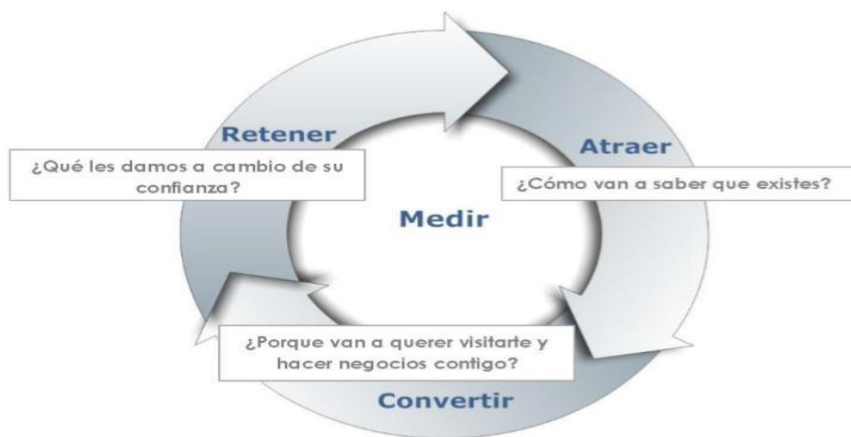 Retener
¿Qué les damos a cambio de su
confianza?
Atraer
¿Cómo van a saber que existes?
Medir
¿Porque van a querer visitarte y
hacer negocios contigo?
Convertir